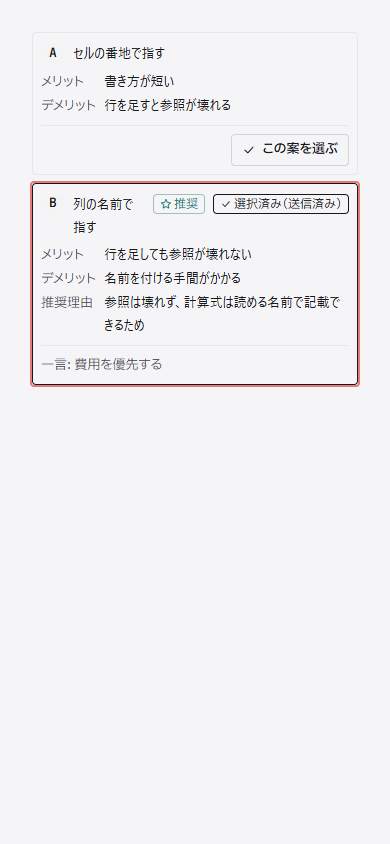 A セルの番地で指す
メリット 書き方が短い
デメリット 行を足すと参照が壊れる
この案を選ぶ
B 列の名前で指す 推奨 選択済み（送信済み）
メリット 行を足しても参照が壊れない
デメリット 名前を付ける手間がかかる
推奨理由 参照は壊れず、計算式は読める名前で記載で
きるため
一言: 費用を優先する